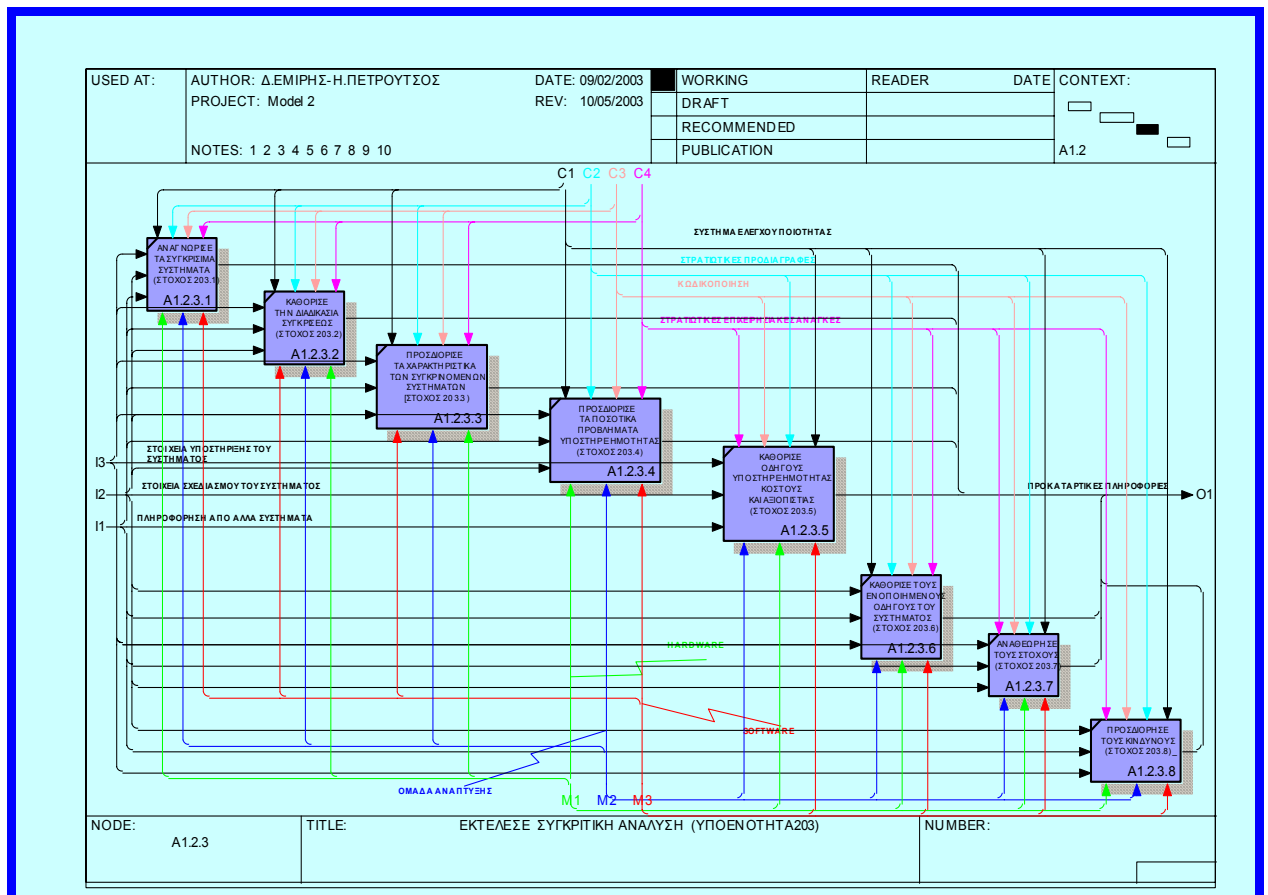 USED AT:
AUTHOR: Δ.ΕΜΙΡΗΣ-Η.ΠΕΤΡΟΥΤΣΟΣ
DATE: 09/02/2003
WORKING
READER
DATE
CONTEXT:
PROJECT: Model 2
REV: 10/05/2003
DRAFT
RECOMMENDED
NOTES: 1 2 3 4 5 6 7 8 9 10
PUBLICATION
A1.2
C1 C2 C3 C4
ΣΥΣΤΗΜΑ ΕΛΕΓΧΟΥ ΠΟΙΟΤΗΤΑΣ
ΣΤΡΑΤΙΩΤΙΚΕΣ ΠΡΟΔΙΑΓΡΑΦΕΣ
ΚΩΔΙΚΟΠΟΙΗΣΗ
ΣΤΡΑΤΙΩΤΙΚΕΣ ΕΠΙΧΕΙΡΗΣΙΑΚΕΣ ΑΝΑΓΚΕΣ
ΑΝΑΓΝΩΡΙΣΕ
ΤΑ ΣΥΓΚΡΙΣΙΜΑ
ΣΥΣΤΗΜΑΤΑ
(ΣΤΟΧΟΣ 203.1)
A1.2.3.1
ΚΑΘΟΡΙΣΕ
ΤΗΝ ΔΙΑΔΙΚΑΣΙΑ
ΣΥΓΚΡΙΣΕΩΣ
(ΣΤΟΧΟΣ 203.2)
A1.2.3.2
ΠΡΟΣΔΙΟΡΙΣΕ
ΤΑ ΧΑΡΑΚΤΗΡΙΣΤΙΚΑ
ΤΩΝ ΣΥΓΚΡΙΝΟΜΕΝΩΝ
ΣΥΣΤΗΜΑΤΩΝ
(ΣΤΟΧΟΣ 203.3)
A1.2.3.3
ΠΡΟΣΔΙΟΡΙΣΕ
ΤΑ ΠΟΣΟΤΙΚΑ
ΠΡΟΒΛΗΜΑΤΑ
ΥΠΟΣΤΗΡΕΗΜΟΤΗΤΑΣ
(ΣΤΟΧΟΣ 203.4)
A1.2.3.4
ΚΑΘΟΡΙΣΕ
ΟΔΗΓΟΥΣ
ΥΠΟΣΤΗΡΕΗΜΟΤΗΤΑΣ
ΚΟΣΤΟΥΣ
ΚΑΙ ΑΞΙΟΠΙΣΤΙΑΣ
(ΣΤΟΧΟΣ 203.5)
A1.2.3.5
I3
ΣΤΟΙΧΕΙΑ ΥΠΟΣΤΗΡΙΞΗΣ ΤΟΥ
ΣΥΣΤΗΜΑΤΟΣ
I2
ΣΤΟΙΧΕΙΑ ΣΧΕΔΙΑΣΜΟΥ ΤΟΥ ΣΥΣΤΗΜΑΤΟΣ
ΠΡΟΚΑΤΑΡΤΙΚΕΣ ΠΛΗΡΟΦΟΡΙΕΣ
O1
I1
ΠΛΗΡΟΦΟΡΗΣΗ ΑΠΟ ΑΛΛΑ ΣΥΣΤΗΜΑΤΑ
ΚΑΘΟΡΙΣΕ ΤΟΥΣ
ΕΝΟΠΟΙΗΜΕΝΟΥΣ
ΟΔΗΓΟΥΣ ΤΟΥ
ΣΥΣΤΗΜΑΤΟΣ
(ΣΤΟΧΟΣ 203.6)
A1.2.3.6
ΑΝΑΘΕΩΡΗΣΕ
ΤΟΥΣ ΣΤΟΧΟΥΣ
(ΣΤΟΧΟΣ 203.7)
A1.2.3.7
ΠΡΟΣΔΙΟΡΗΣΕ
ΤΟΥΣ ΚΙΝΔΥΝΟΥΣ
(ΣΤΟΧΟΣ 203.8)_
A1.2.3.8
HARDWARE
SOFTWARE
ΟΜΑΔΑ ΑΝΑΠΤΥΞΗΣ
M1 M2 M3
NODE:
A1.2.3
TITLE:
ΕΚΤΕΛΕΣΕ ΣΥΓΚΡΙΤΙΚΗ ΑΝΑΛΥΣΗ (ΥΠΟΕΝΟΤΗΤΑ203)
NUMBER: